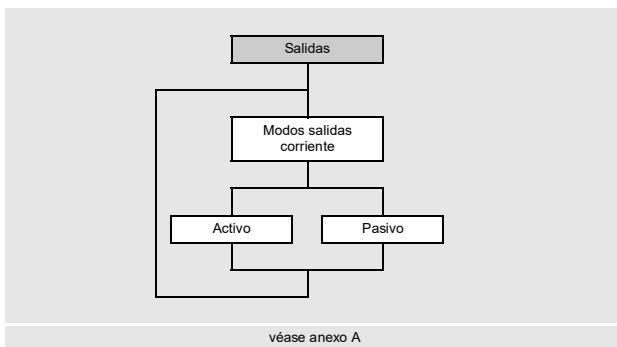 Salidas
Modos salidas
corriente
Activo
Pasivo
véase anexo A